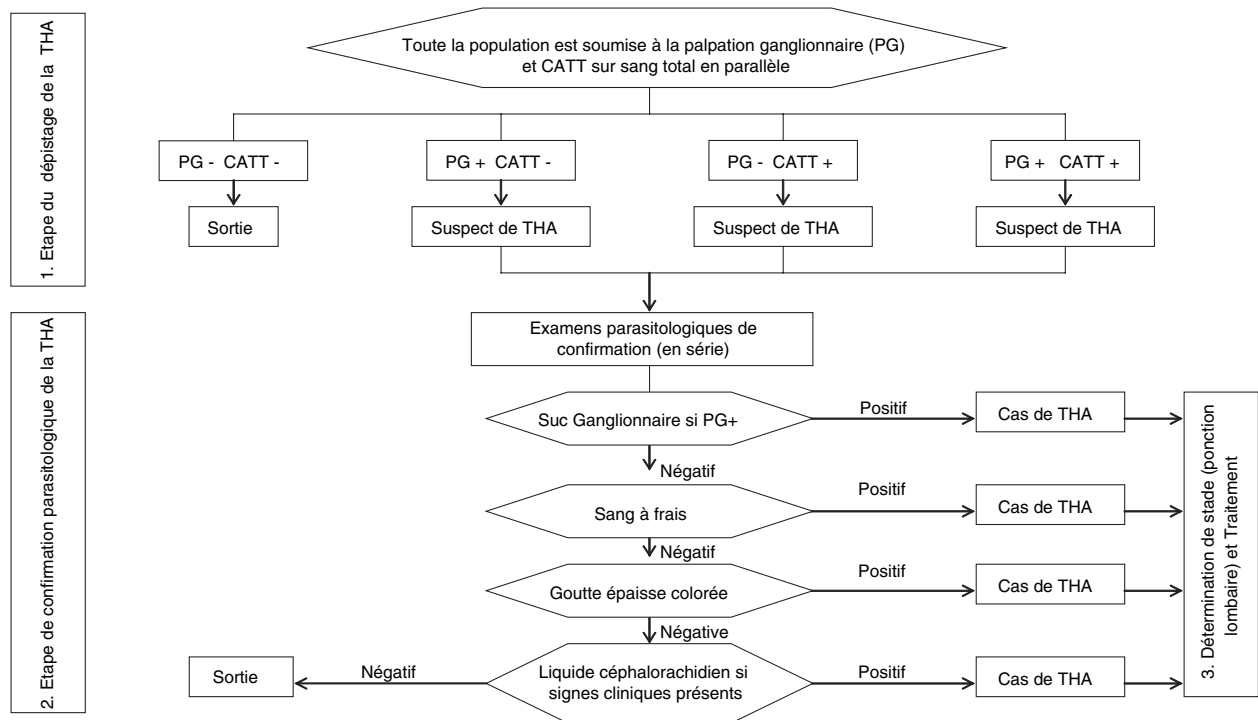 1. Etape du dépistage de la THA
Toute la population est soumise à la palpation ganglionnaire (PG)
et CATT sur sang total en parallèle
PG - CATT -
PG + CATT -
PG - CATT +
PG + CATT +
Sortie
Suspect de THA
Suspect de THA
Suspect de THA
2. Etape de confirmation parasitologique de la THA
Examens parasitologiques de
confirmation (en série)
Suc Ganglionnaire si PG+
Positif
Cas de THA
Négatif
Sang à frais
Positif
Cas de THA
Négatif
Goutte épaisse colorée
Positif
Cas de THA
Négative
Liquide céphalorachidien si
signes cliniques présents
Négatif
Sortie
Positif
Cas de THA
3. Détermination de stade (ponction
lombaire) et Traitement